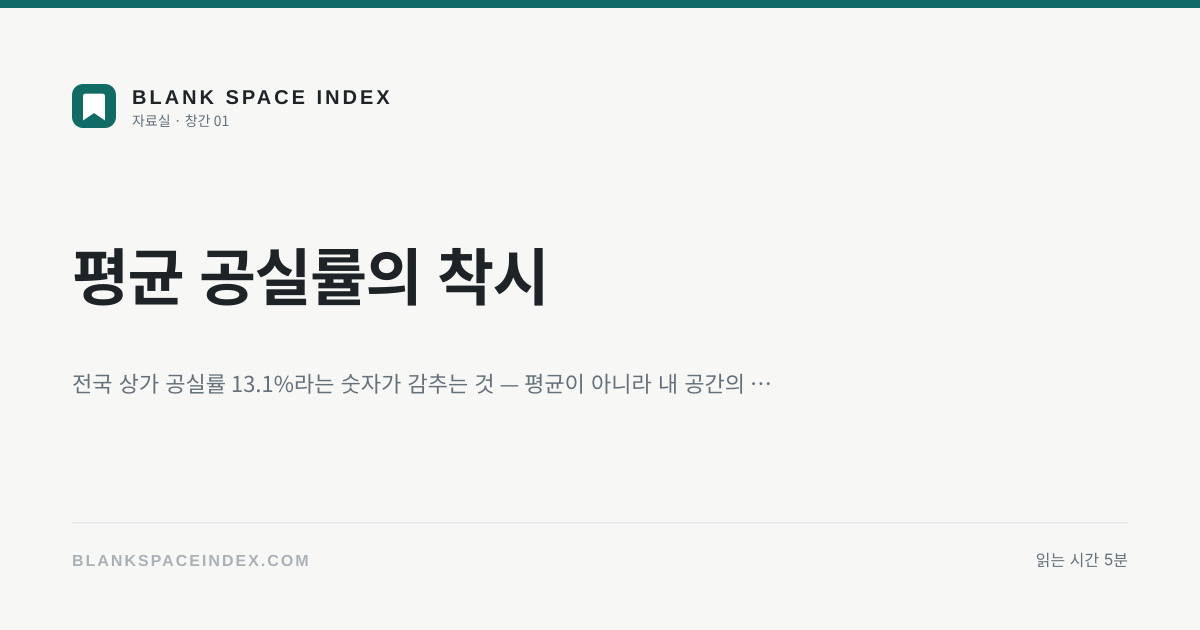 BLANK SPACE INDEX
자료실 · 창간 01
평균 공실률의 착시
전국 상가 공실률 13.1%라는 숫자가 감추는 것 — 평균이 아니라 내 공간의 …
BLANKSPACEINDEX.COM
읽는 시간 5분